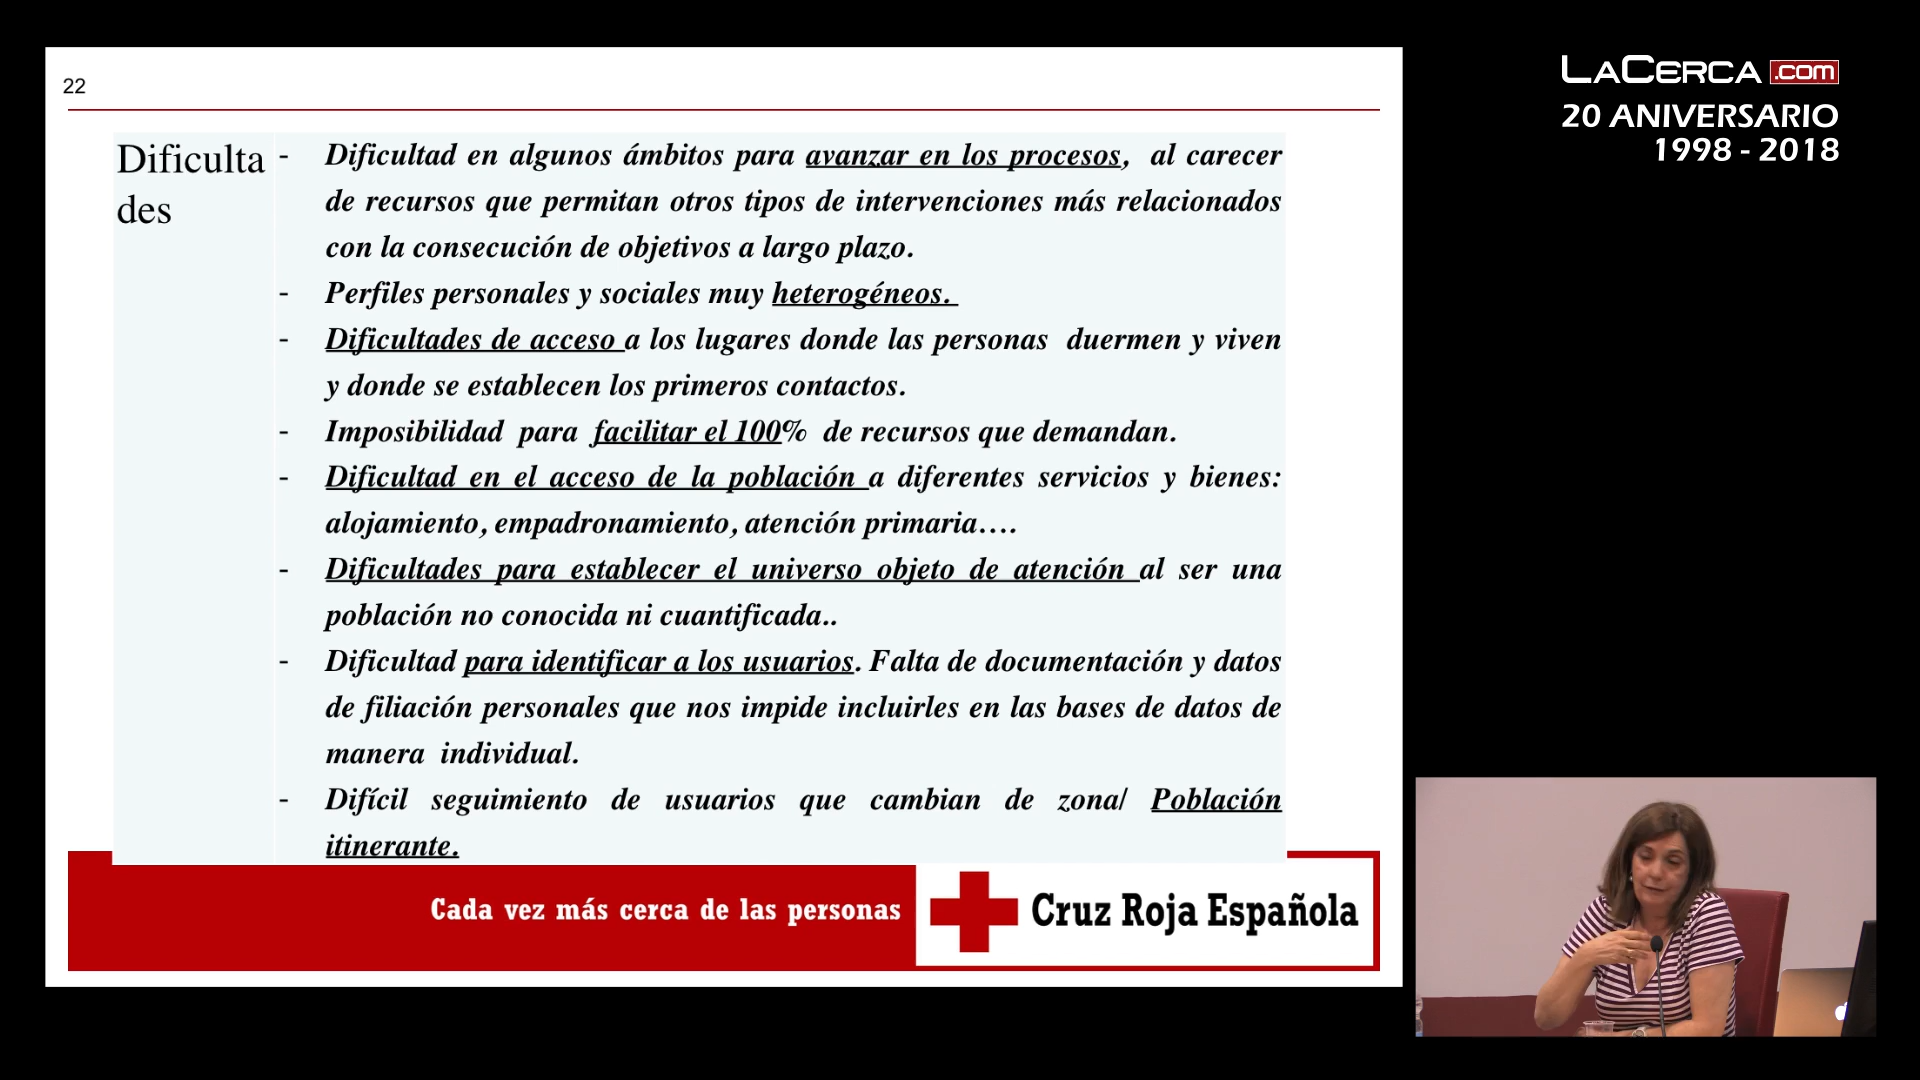 22
Dificulta
des
- Dificultad en algunos ámbitos para avanzar en los procesos, al carecer
de recursos que permitan otros tipos de intervenciones más relacionados
con la consecución de objetivos a largo plazo.
- Perfiles personales y sociales muy heterogéneos.
- Dificultades de acceso a los lugares donde las personas duermen y viven
y donde se establecen los primeros contactos.
- Imposibilidad para facilitar el 100% de recursos que demandan.
- Dificultad en el acceso de la población a diferentes servicios y bienes:
alojamiento, empadronamiento, atención primaria….
- Dificultades para establecer el universo objeto de atención al ser una
población no conocida ni cuantificada..
- Dificultad para identificar a los usuarios. Falta de documentación y datos
de filiación personales que nos impide incluirles en las bases de datos de
manera individual.
- Difícil seguimiento de usuarios que cambian de zona/ Población
itinerante.
Cada vez más cerca de las personas
Cruz Roja Española
LACERCA.com
20 ANIVERSARIO
1998 - 2018